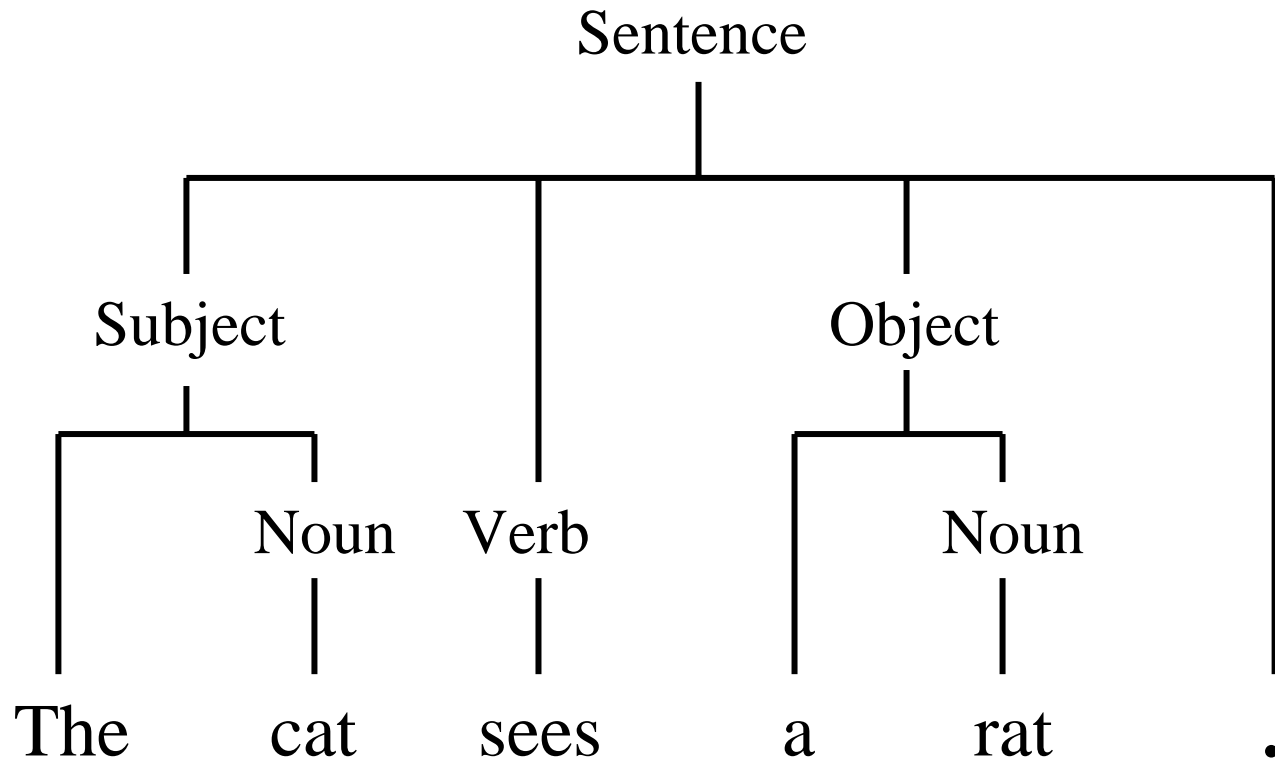 Sentence
Subject Object
Noun Verb Noun
The cat sees a rat .